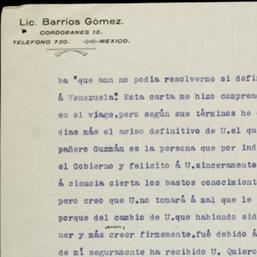 Lic. Barrios Gómez.
CORDOBANES 12.
TELEFONO 730. MEXICO.
ba "que aun no podia resolverme si defi
á Venezuela". Esta carta me hizo compren
en el viage, pero según sus términos he
días más el aviso definitivo de U. el qu
pañero Guzmán es la persona que por ind
el Gobierno y felicito á U. sinceramente
á ciencia cierta los bastos conocimiento
pero creo que U. no tomará á mal que le
porque del cambio de U. que habiendo sid
ner y más creer firmemente, fué debido á
de mi seguramente ha recibido U. Quiero